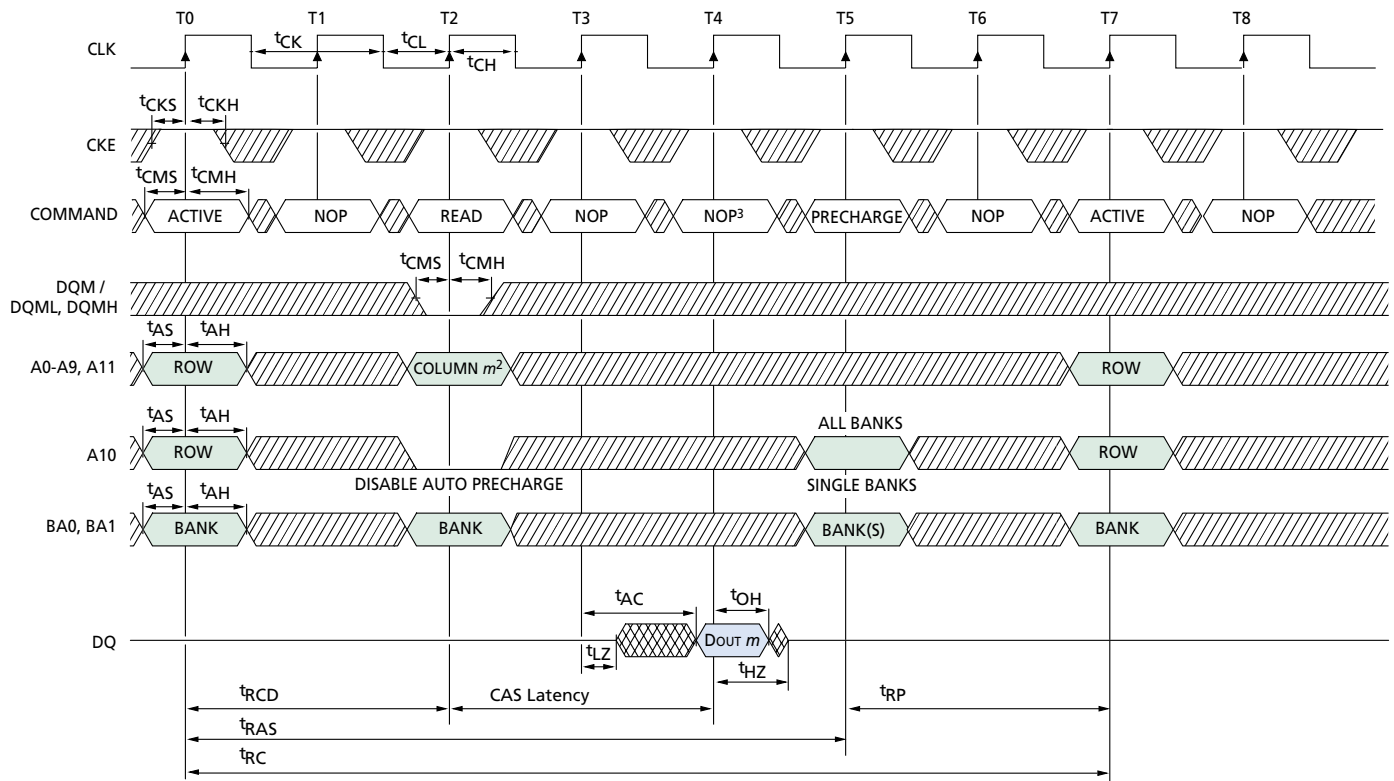 T0 T1 T2 T3 T4 T5 T6 T7 T8
CLK tCK tCL
tCH
tCKS tCKH
CKE
tCMS tCMH
COMMAND ACTIVE NOP READ NOP NOP³ PRECHARGE NOP ACTIVE NOP
tCMS tCMH
DQM /
DQML, DQMH
tAS tAH
A0-A9, A11 ROW COLUMN m² ROW
tAS tAH ALL BANKS
A10 ROW ROW
DISABLE AUTO PRECHARGE SINGLE BANKS
tAS tAH
BA0, BA1 BANK BANK BANK(S) BANK
tAC tOH
DQ DOUT m
tLZ tHZ
tRCD CAS Latency tRP
tRAS
tRC